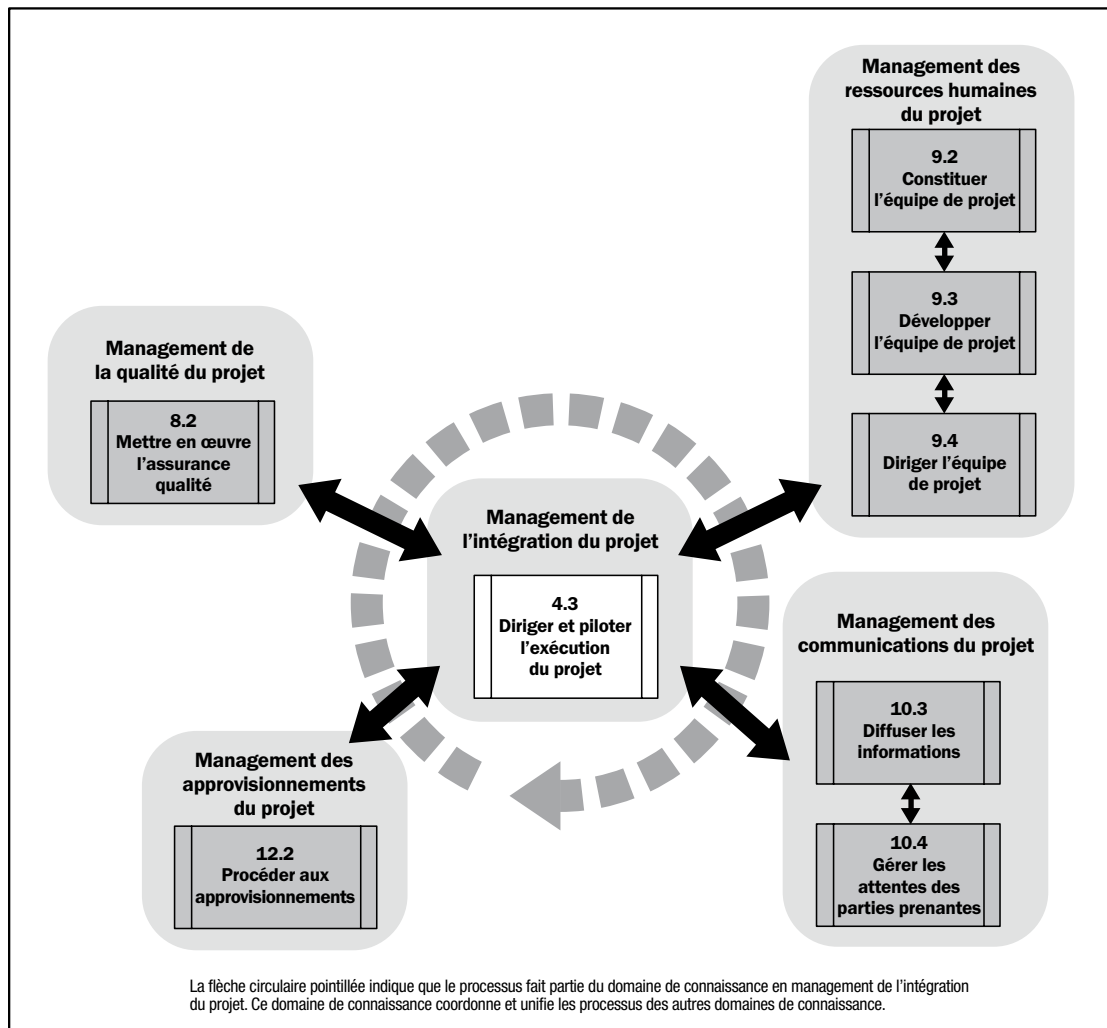 Management des
ressources humaines
du projet
9.2
Constituer
l'équipe de projet
9.3
Développer
l'équipe de projet
9.4
Diriger l'équipe
de projet
Management de
la qualité du projet
8.2
Mettre en œuvre
l'assurance
qualité
Management de
l'intégration du projet
4.3
Diriger et piloter
l'exécution
du projet
Management des
communications du projet
10.3
Diffuser les
informations
10.4
Gérer les
attentes des
parties prenantes
Management des
approvisionnements
du projet
12.2
Procéder aux
approvisionnements
La flèche circulaire pointillée indique que le processus fait partie du domaine de connaissance en management de l'intégration
du projet. Ce domaine de connaissance coordonne et unifie les processus des autres domaines de connaissance.